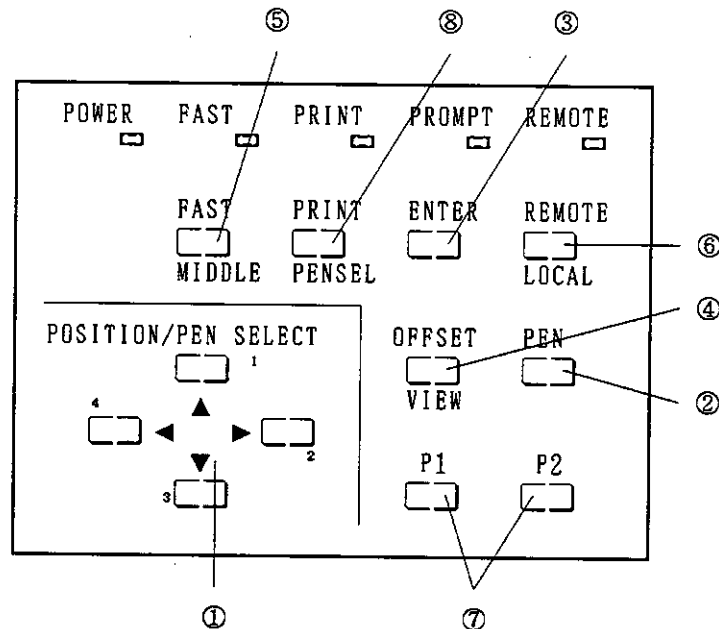 ⑤ ⑧ ③
POWER FAST PRINT PROMPT REMOTE
FAST PRINT ENTER REMOTE
⑥
MIDDLE PENSEL LOCAL
④
POSITION/PEN SELECT OFFSET PEN
1
VIEW ②
4 ▲
◀ ▶
2
▼ P1 P2
3
① ⑦